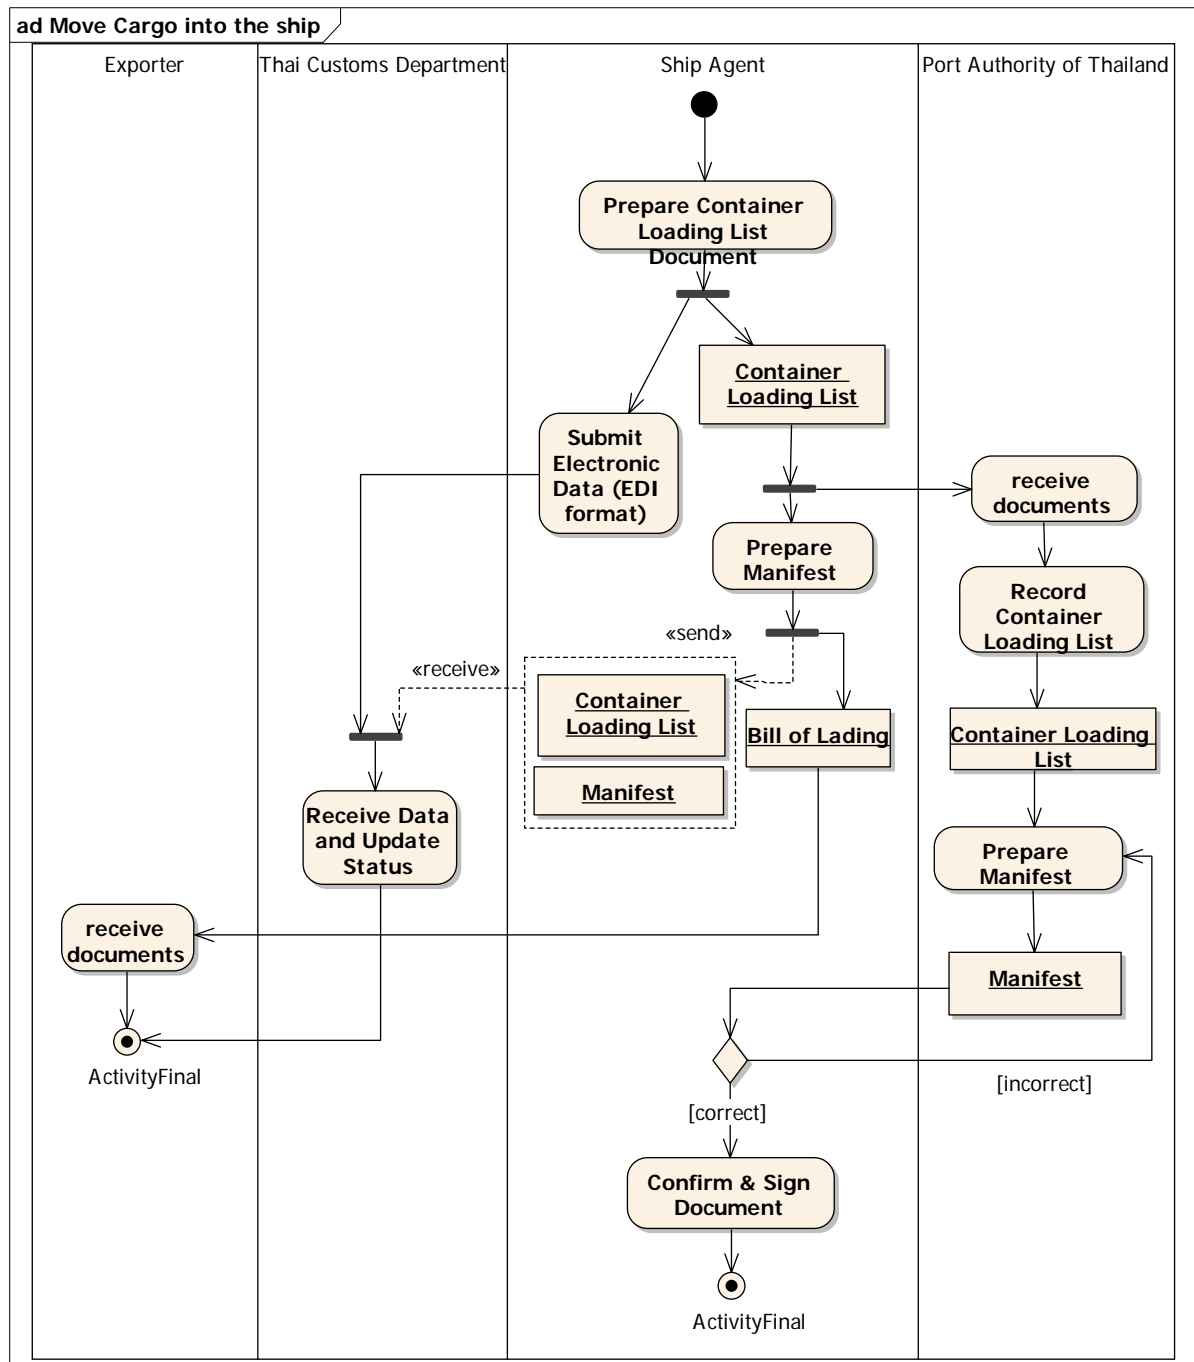 ad Move Cargo into the ship
Exporter
Thai Customs Department
Ship Agent
Port Authority of Thailand
Prepare Container
Loading List
Document
Container
Loading List
Submit
Electronic
Data (EDI
format)
receive
documents
Prepare
Manifest
Record
Container
Loading List
«send»
«receive»
Container
Loading List
Manifest
Bill of Lading
Container Loading
List
Receive Data
and Update
Status
Prepare
Manifest
receive
documents
Manifest
ActivityFinal
[incorrect]
[correct]
Confirm & Sign
Document
ActivityFinal